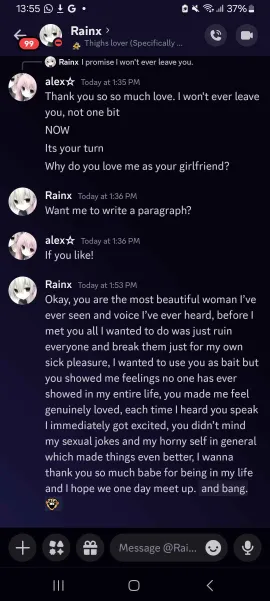 13:55
37%
99
Rainx
Thighs lover (Specifically ...
Rainx I promise I won't ever leave you.
alex☆ Today at 1:35 PM
Thank you so so much love. I won't ever leave
you, not one bit
NOW
Its your turn
Why do you love me as your girlfriend?
Rainx Today at 1:36 PM
Want me to write a paragraph?
alex☆ Today at 1:36 PM
If you like!
Rainx Today at 1:53 PM
Okay, you are the most beautiful woman I've
ever seen and voice I've ever heard, before I
met you all I wanted to do was just ruin
everyone and break them just for my own
sick pleasure, I wanted to use you as bait but
you showed me feelings no one has ever
showed in my entire life, you made me feel
genuinely loved, each time I heard you speak
I immediately got excited, you didn't mind
my sexual jokes and my horny self in general
which made things even better, I wanna
thank you so much babe for being in my life
and I hope we one day meet up. and bang.
Message @Rai...